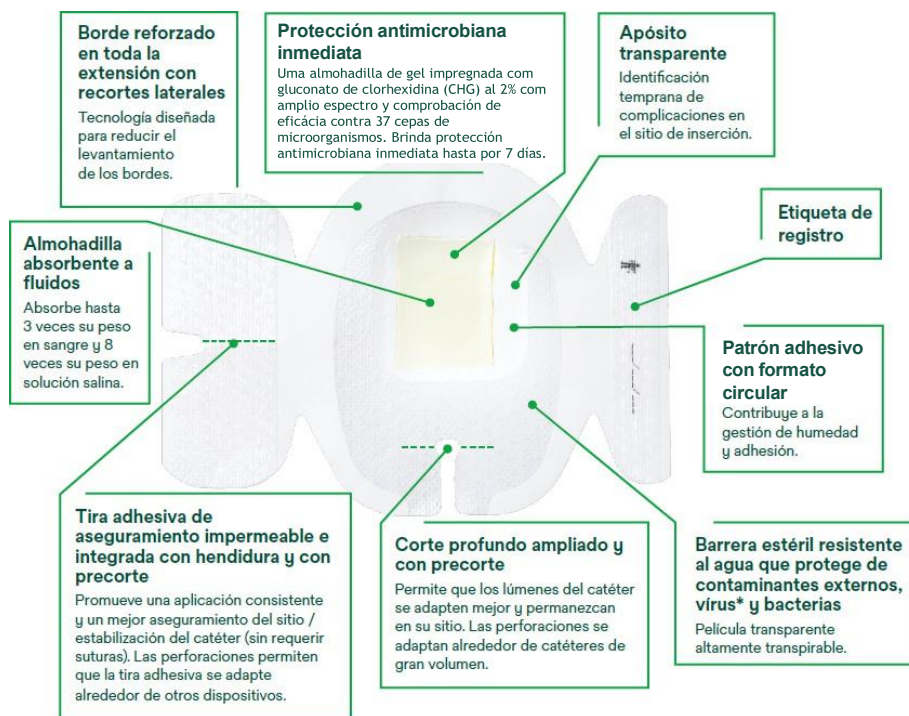 Borde reforzado
en toda la
extensión con
recortes laterales
Tecnología diseñada
para reducir el
levantamiento
de los bordes.
Protección antimicrobiana
inmediata
Uma almohadilla de gel impregnada com
gluconato de clorhexidina (CHG) al 2% com
amplio espectro y comprobación de
eficácia contra 37 cepas de
microorganismos. Brinda protección
antimicrobiana inmediata hasta por 7 días.
Apósito
transparente
Identificación
temprana de
complicaciones en
el sitio de inserción.
Etiqueta de
registro
Almohadilla
absorbente a
fluidos
Absorbe hasta
3 veces su peso
en sangre y 8
veces su peso en
solución salina.
Patrón adhesivo
con formato
circular
Contribuye a la
gestión de humedad
y adhesión.
Tira adhesiva de
aseguramiento impermeable e
integrada con hendidura y con
precorte
Promueve una aplicación consistente
y un mejor aseguramiento del sitio /
estabilización del catéter (sin requerir
suturas). Las perforaciones permiten
que la tira adhesiva se adapte
alrededor de otros dispositivos.
Corte profundo ampliado y
con precorte
Permite que los lúmenes del catéter
se adapten mejor y permanezcan
en su sitio. Las perforaciones se
adaptan alrededor de catéteres de
gran volumen.
Barrera estéril resistente
al agua que protege de
contaminantes externos,
vírus* y bacterias
Película transparente
altamente transpirable.